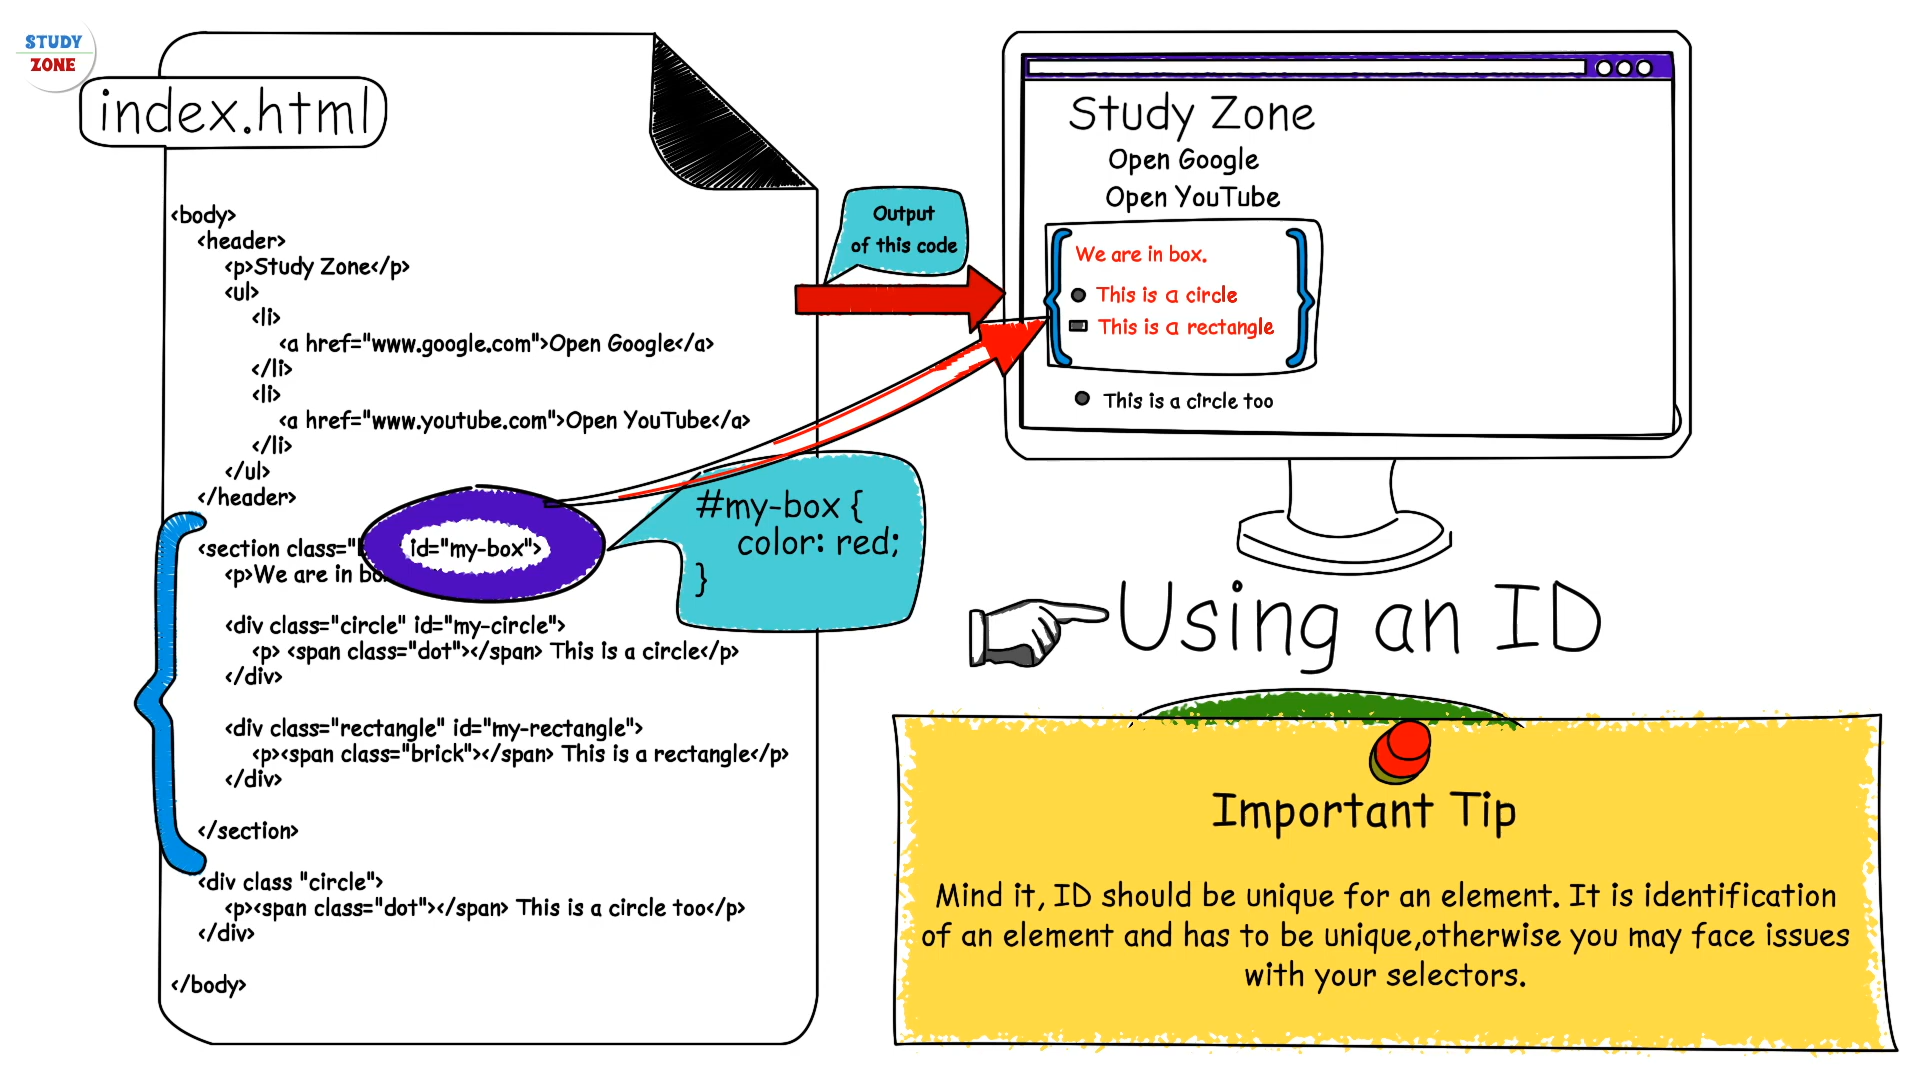 STUDY
ZONE
index.html
<body>
<header>
<p>Study Zone</p>
<ul>
<li>
<a href="www.google.com">Open Google</a>
</li>
<li>
<a href="www.youtube.com">Open YouTube</a>
</li>
</ul>
</header>
<section class=" id="my-box">
<p>We are in
<div class="circle" id="my-circle">
<p> <span class="dot"></span> This is a circle</p>
</div>
<div class="rectangle" id="my-rectangle">
<p><span class="brick"></span> This is a rectangle</p>
</div>
</section>
<div class "circle">
<p><span class="dot"></span> This is a circle too</p>
</div>
</body>
Output
of this code
#my-box {
color: red;
}
Study Zone
Open Google
Open YouTube
We are in box.
This is a circle
This is a rectangle
This is a circle too
Using an ID
Important Tip
Mind it, ID should be unique for an element. It is identification
of an element and has to be unique,otherwise you may face issues
with your selectors.